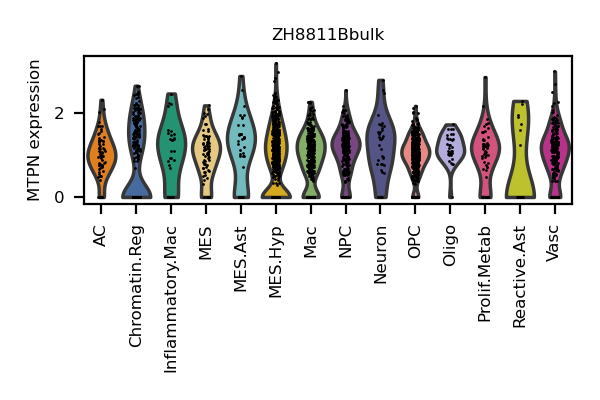 ZH8811Bbulk
MTPN expression
2
0
AC
Chromatin.Reg
Inflammatory.Mac
MES
MES.Ast
MES.Hyp
Mac
NPC
Neuron
OPC
Oligo
Prolif.Metab
Reactive.Ast
Vasc